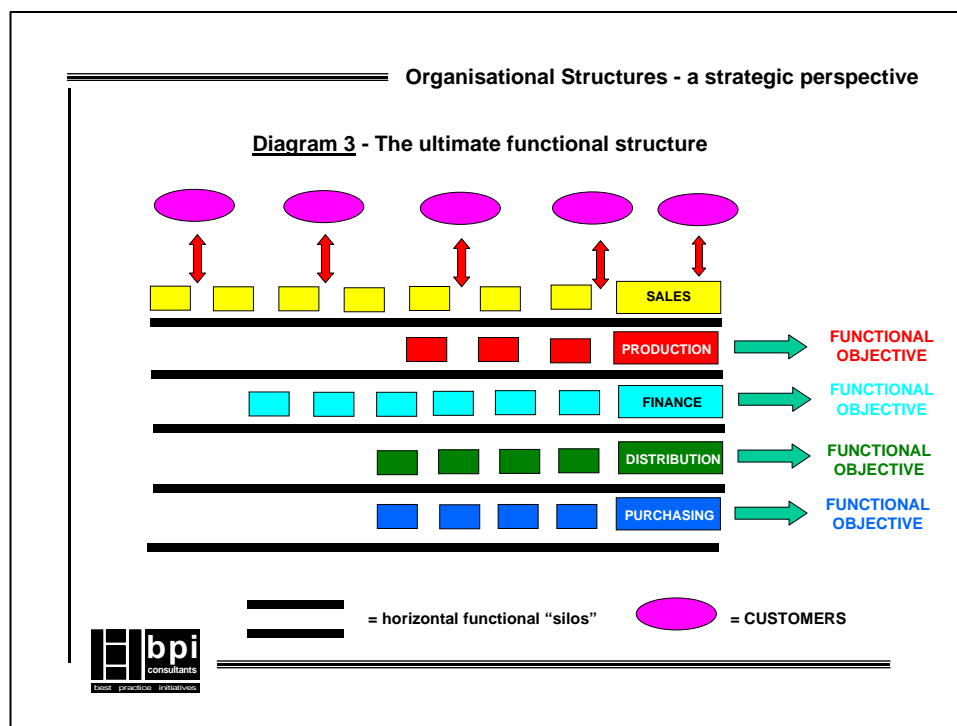 Organisational Structures - a strategic perspective
Diagram 3 - The ultimate functional structure
SALES
PRODUCTION
FUNCTIONAL
OBJECTIVE
FINANCE
FUNCTIONAL
OBJECTIVE
DISTRIBUTION
FUNCTIONAL
OBJECTIVE
PURCHASING
FUNCTIONAL
OBJECTIVE
= horizontal functional “silos”
= CUSTOMERS
bpi
consultants
best practice initiatives